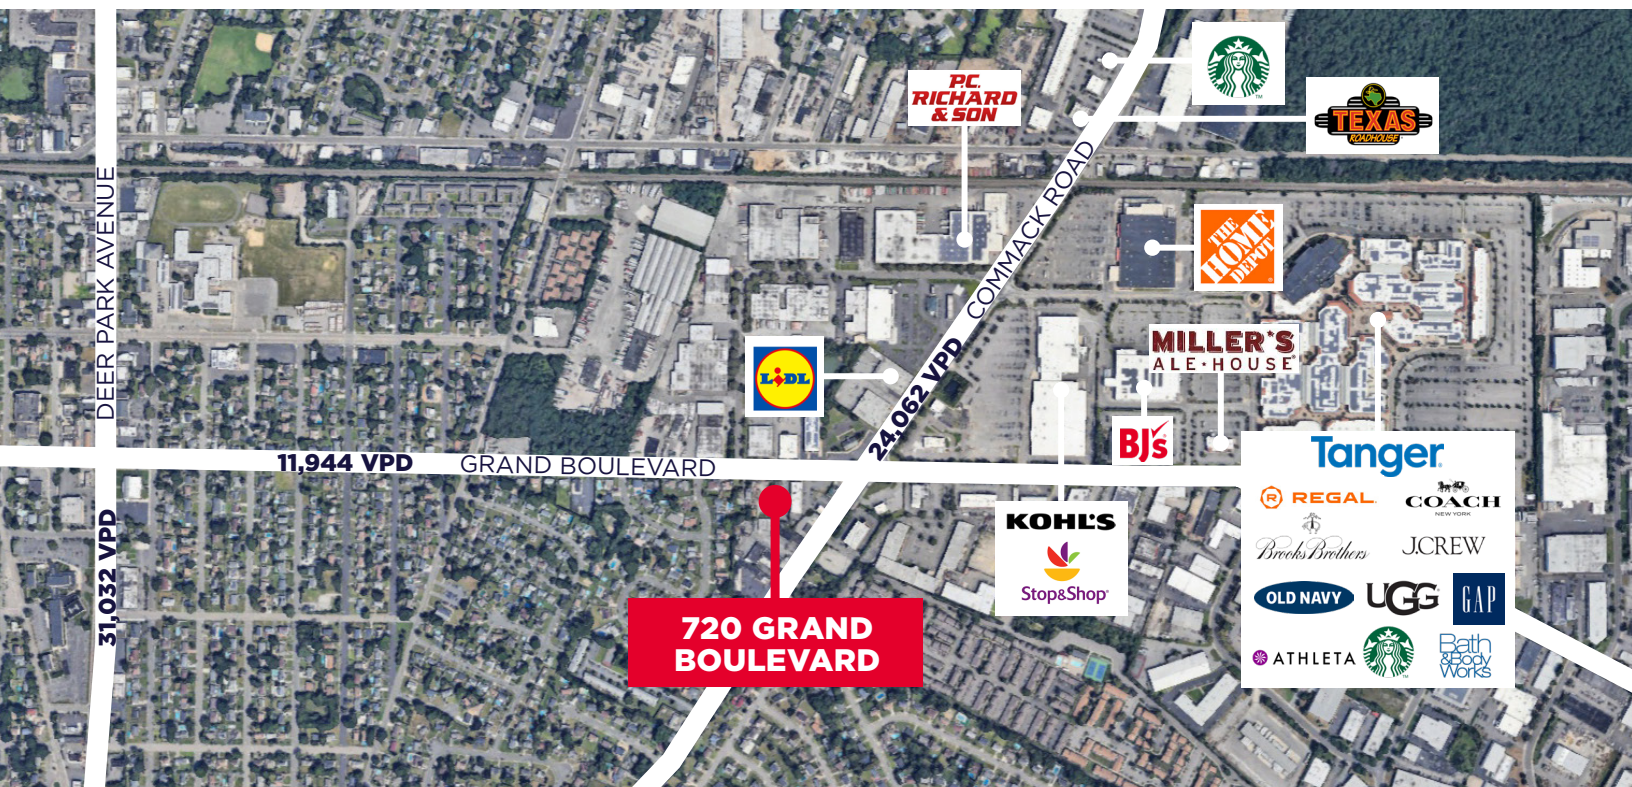 P.C.
RICHARD
& SON
TEXAS
ROADHOUSE
COMMACK ROAD
DEER PARK AVENUE
THE
HOME
DEPOT
MILLER'S
ALE HOUSE
LIDL
24,062 VPD
BJ's
11,944 VPD
GRAND BOULEVARD
31,032 VPD
720 GRAND
BOULEVARD
KOHL'S
Stop&Shop
Tanger
R REGAL
COACH
NEW YORK
Brooks Brothers
J.CREW
OLD NAVY
UGG
GAP
ATHLETA
Bath
&Body
Works